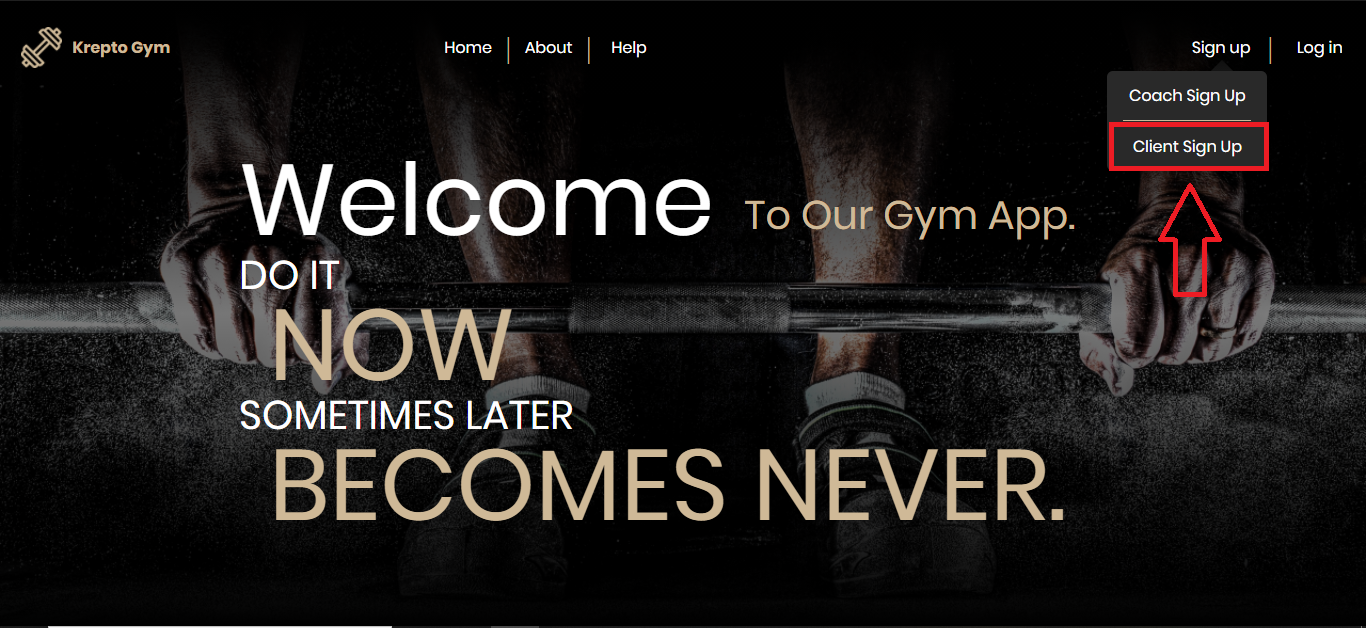 Krepto Gym Home About Help Sign up Log in
Coach Sign Up
Client Sign Up
Welcome To Our Gym App.
DO IT
NOW
SOMETIMES LATER
BECOMES NEVER.